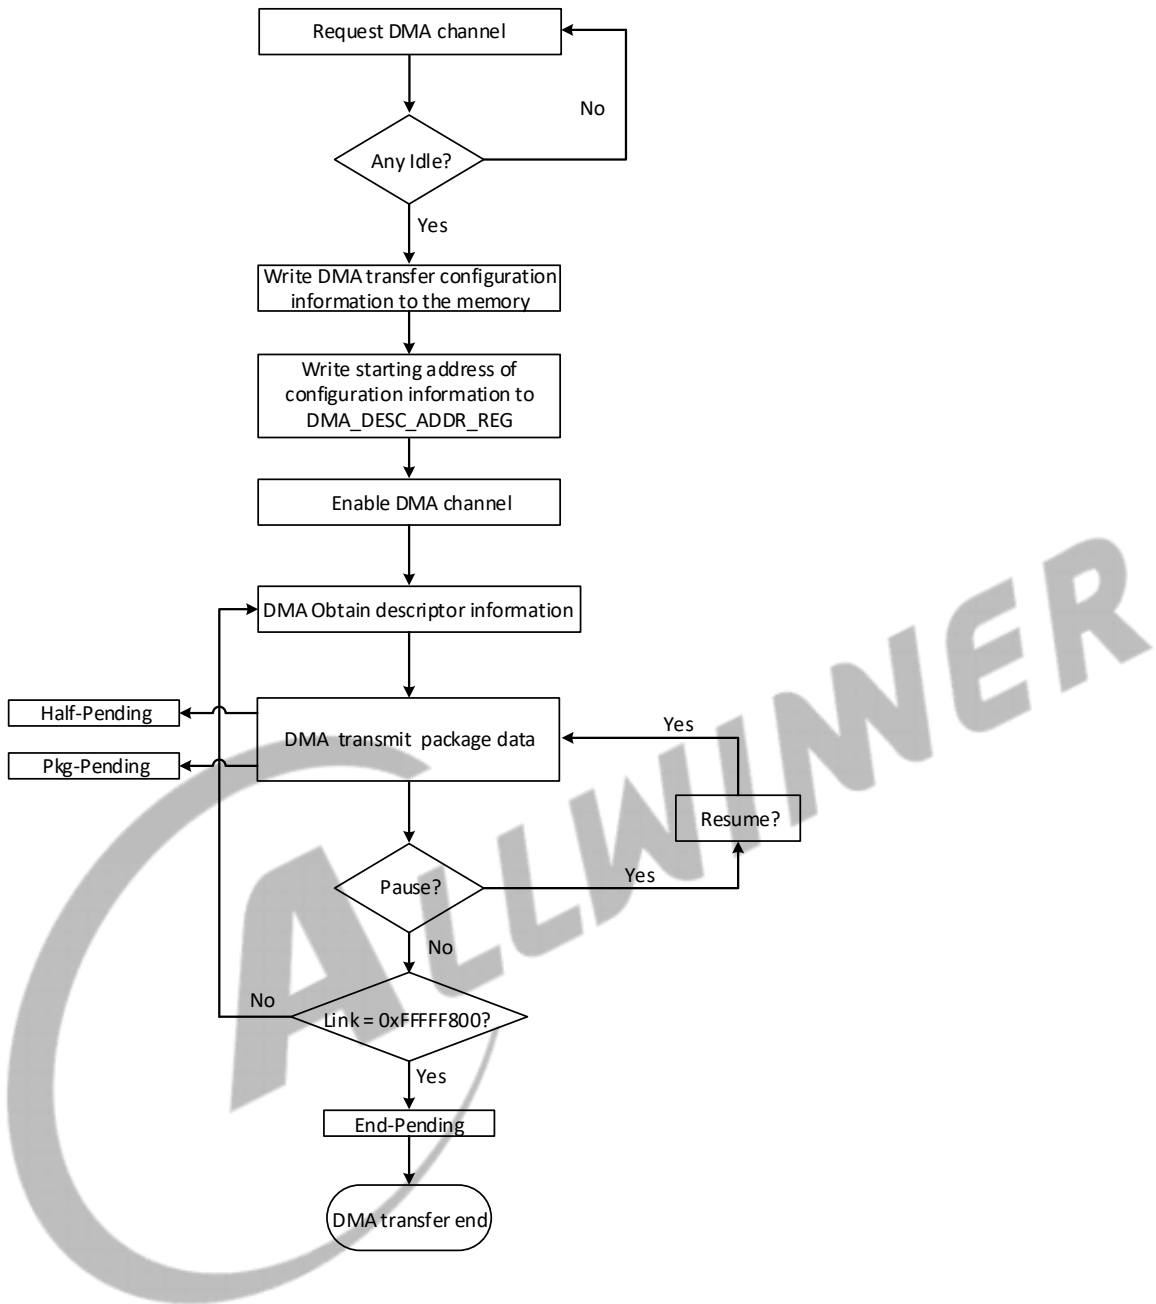 Request DMA channel
No
Any Idle?
Yes
Write DMA transfer configuration
information to the memory
Write starting address of
configuration information to
DMA_DESC_ADDR_REG
Enable DMA channel
DMA Obtain descriptor information
Half-Pending
DMA transmit package data
Yes
Pkg-Pending
Resume?
Pause?
Yes
No
No
Link = 0xFFFFF800?
Yes
End-Pending
DMA transfer end
ALLWINNER